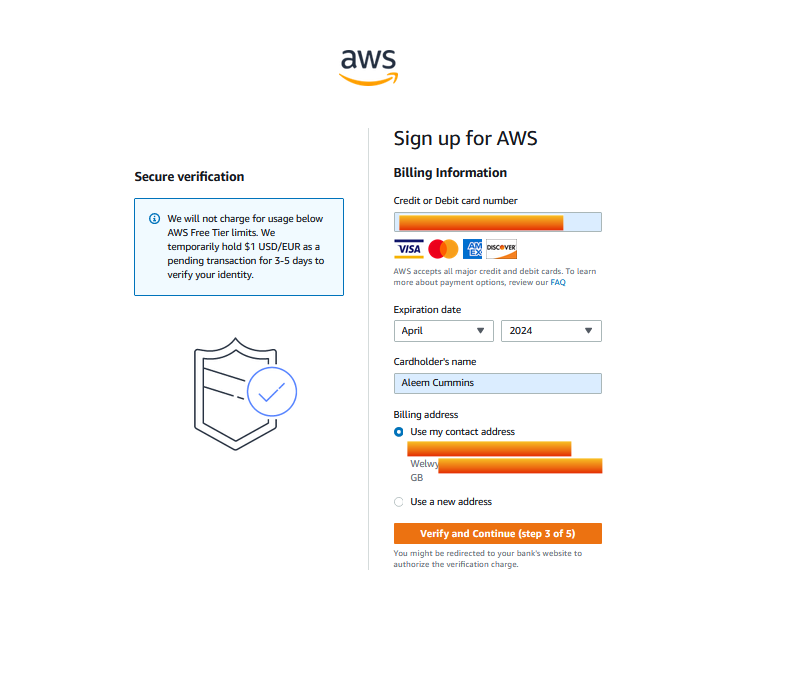 aws
Sign up for AWS
Secure verification
Billing Information
We will not charge for usage below
AWS Free Tier limits. We
temporarily hold $1 USD/EUR as a
pending transaction for 3-5 days to
verify your identity.
Credit or Debit card number
VISA
AM
EX
DISCOVER
AWS accepts all major credit and debit cards. To learn
more about payment options, review our FAQ
Expiration date
April
2024
Cardholder's name
Aleem Cummins
Billing address
Use my contact address
Welwy
GB
Use a new address
Verify and Continue (step 3 of 5)
You might be redirected to your bank's website to
authorize the verification charge.